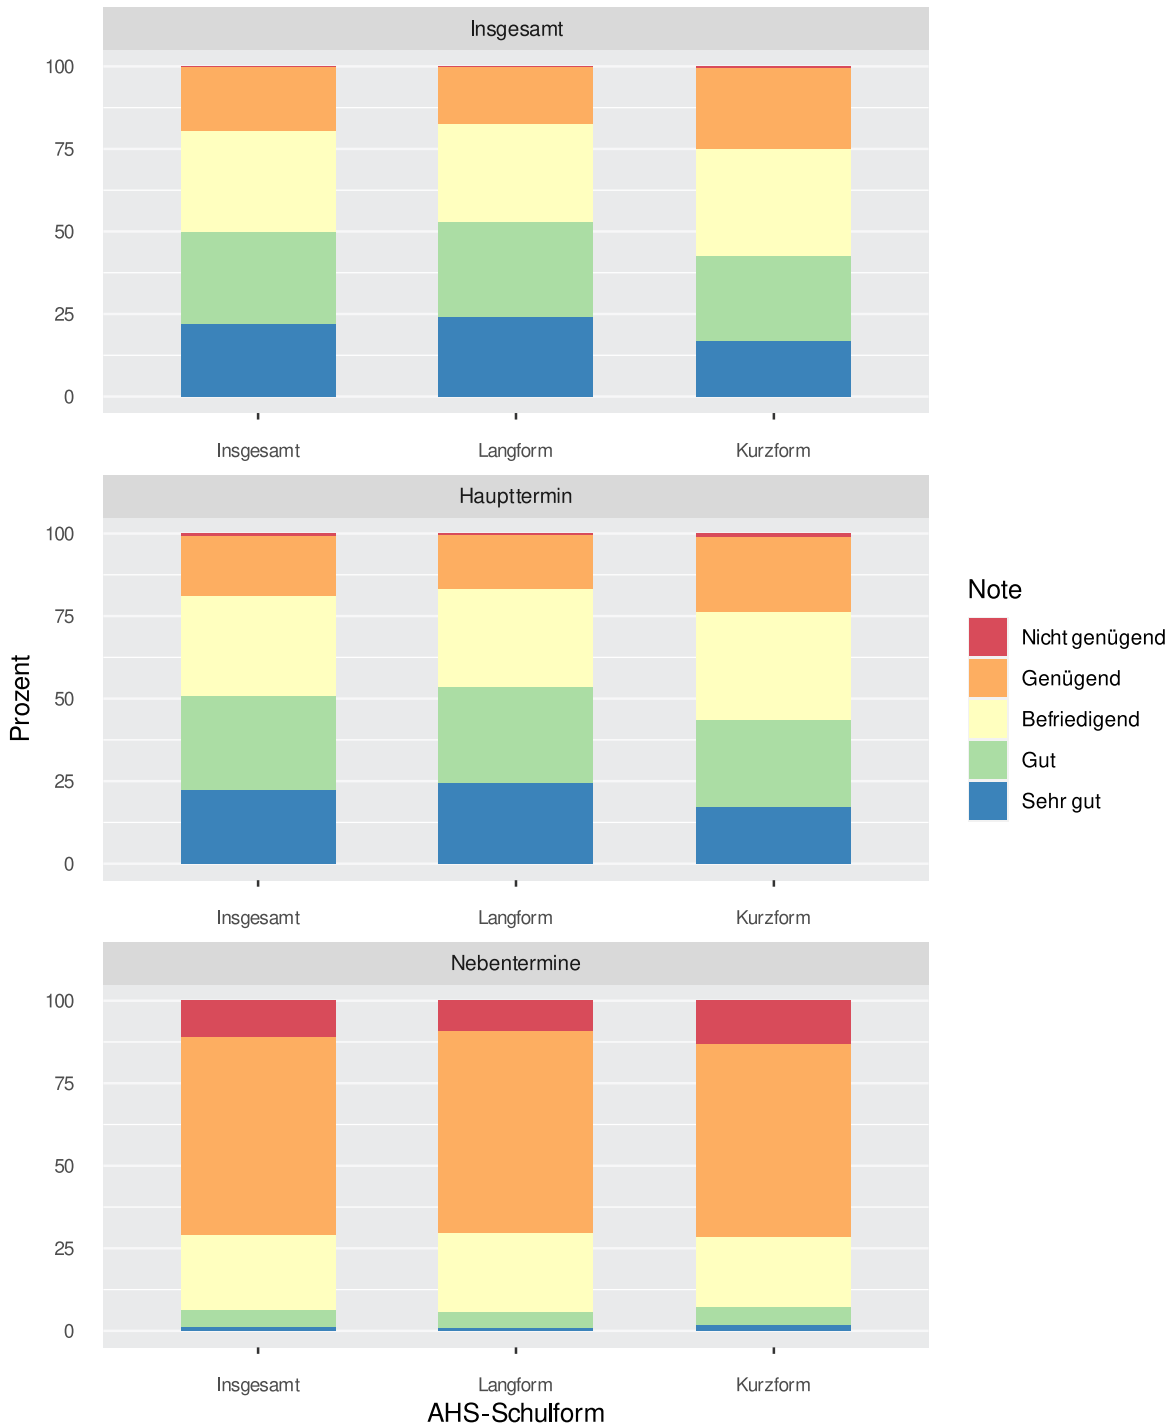 Insgesamt
100
75
50
25
0
Insgesamt Langform Kurzform
Haupttermin
100
75
50
25
0
Insgesamt Langform Kurzform
Nebentermine
100
75
50
25
0
Insgesamt Langform Kurzform
AHS-Schulform
Prozent
Note
Nicht genügend
Genügend
Befriedigend
Gut
Sehr gut